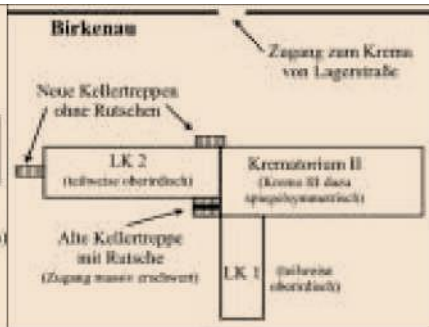 Birkenau
Zugang zum Krema
von Lagerstraße
Neue Kellertreppen
ohne Rutschen
LK 2
(teilweise oberirdisch)
Krematorium II
(Krema III dazu
spiegelsymmetrisch)
Alte Kellertreppe
mit Rutsche
(Zugang massiv erschwert)
LK 1
(teilweise
oberirdisch)